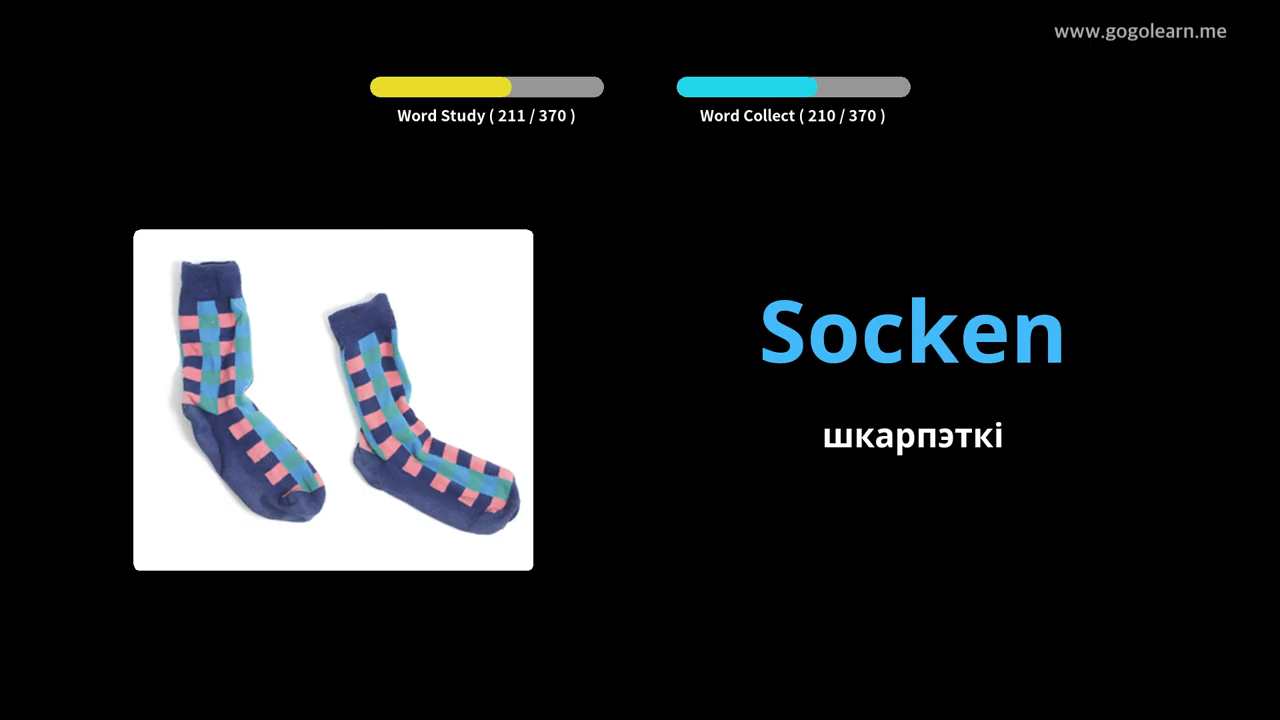 www.gogolearn.me
Word Study ( 211 / 370 )
Word Collect ( 210 / 370 )
Socken
шкарпэткі